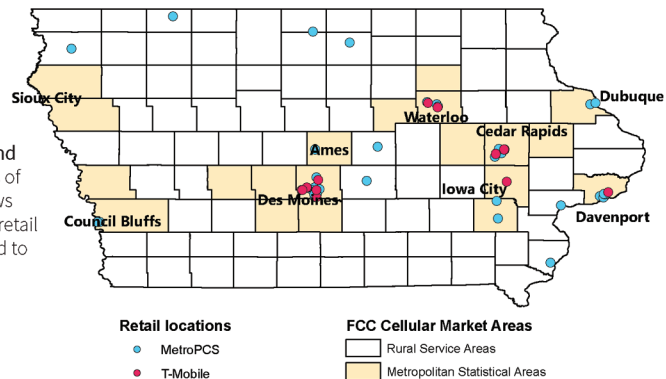 Sioux City
Dubuque
Waterloo
Cedar Rapids
nd
Ames
of
ws
Iowa City
Des Moines
retail
Council Bluffs
Davenport
d to
Retail locations
FCC Cellular Market Areas
MetroPCS
Rural Service Areas
T-Mobile
Metropolitan Statistical Areas